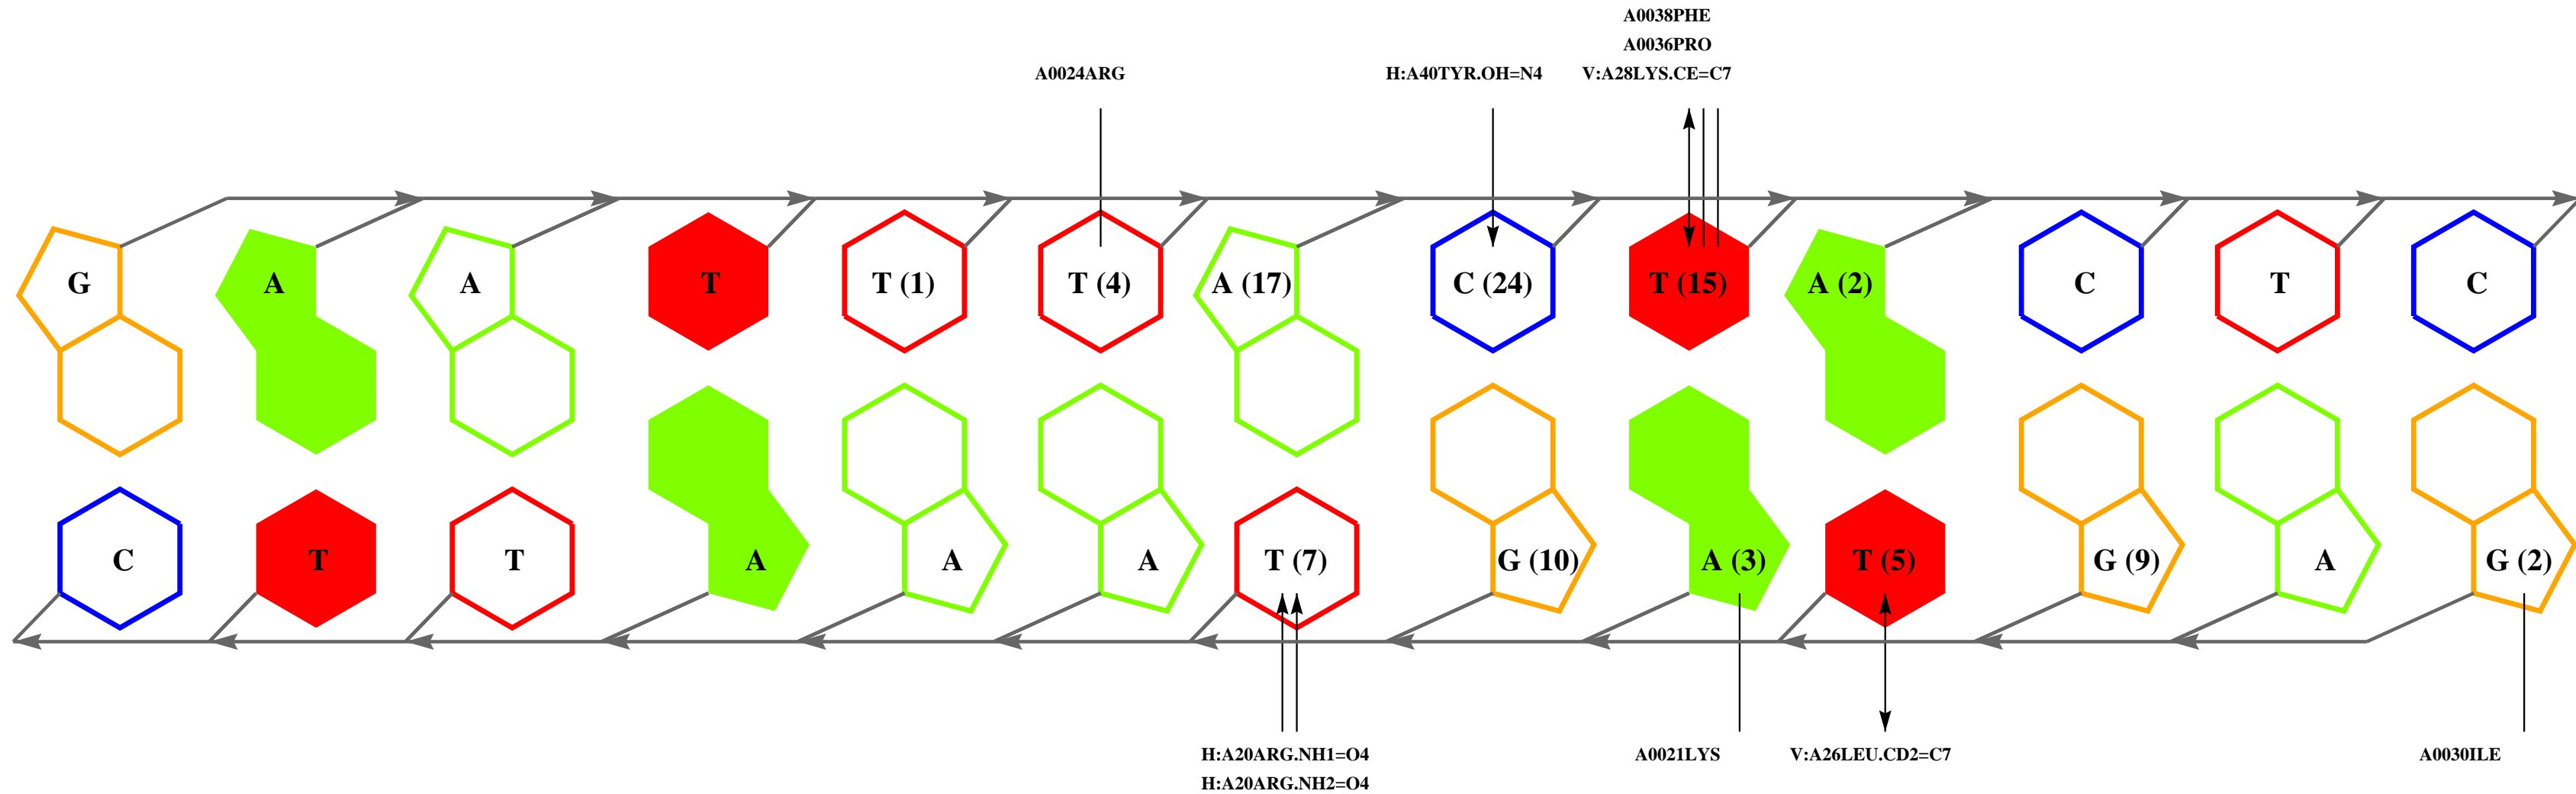 A0038PHE
A0036PRO
A0024ARG H:A40TYR.OH=N4 V:A28LYS.CE=C7
G A A T T (1) T (4) A (17) C (24) T (15) A (2) C T C
C T T A A A T (7) G (10) A (3) T (5) G (9) A G (2)
H:A20ARG.NH1=O4 A0021LYS V:A26LEU.CD2=C7 A0030ILE
H:A20ARG.NH2=O4